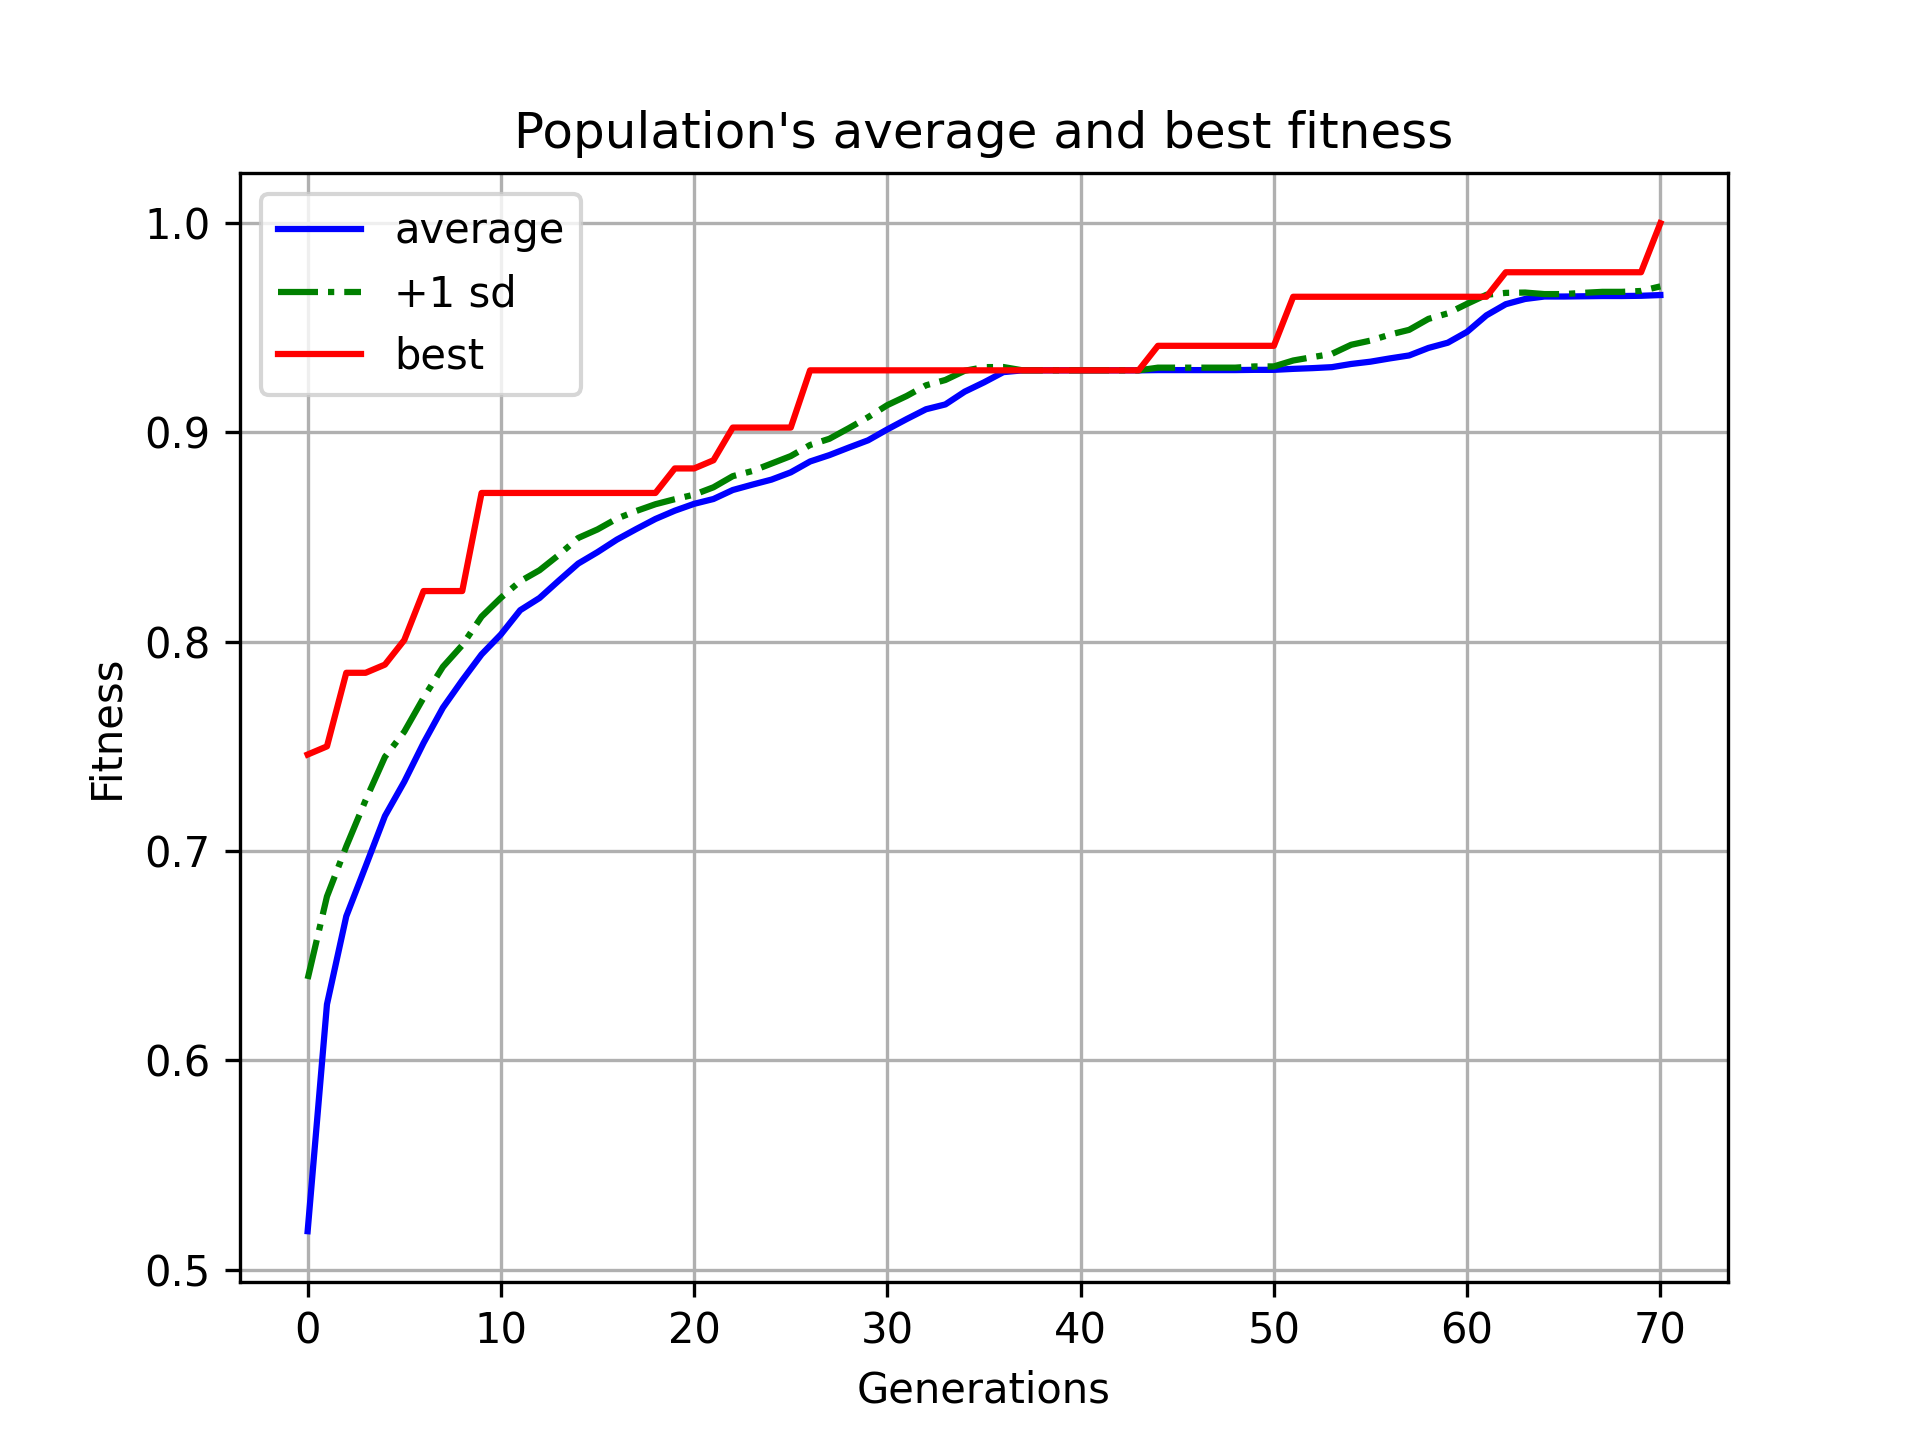 Population's average and best fitness
average
+1 sd
best
1.0
0.9
0.8
0.7
0.6
0.5
Fitness
0 10 20 30 40 50 60 70
Generations